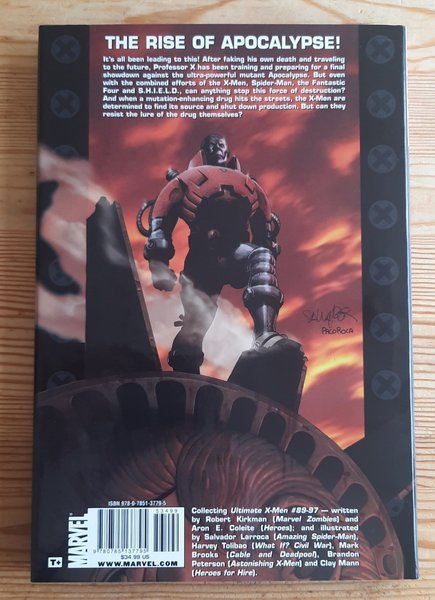 THE RISE OF APOCALYPSE!
It's all been leading to this! After faking his own death and traveling
to the future, Professor X has been training and preparing for a final
showdown against the ultra-powerful mutant Apocalypse. But even
with the combined efforts of the X-Men, Spider-Man, the Fantastic
Four and S.H.I.E.L.D., can anything stop this force of destruction?
And when a mutation-enhancing drug hits the streets, the X-Men are
determined to find its source and shut down production. But can they
resist the lure of the drug themselves?
PACO ROCA
ISBN 978-0-7851-3779-5
53499
9 780785 137795
$34.99 US
WWW.MARVEL.COM
T+
MARVEL
Collecting Ultimate X-Men #89-97 — written
by Robert Kirkman (Marvel Zombies) and
Aron E. Coleite (Heroes); and illustrated
by Salvador Larroca (Amazing Spider-Man),
Harvey Tolibao (What If? Civil War), Mark
Brooks (Cable and Deadpool), Brandon
Peterson (Astonishing X-Men) and Clay Mann
(Heroes for Hire).